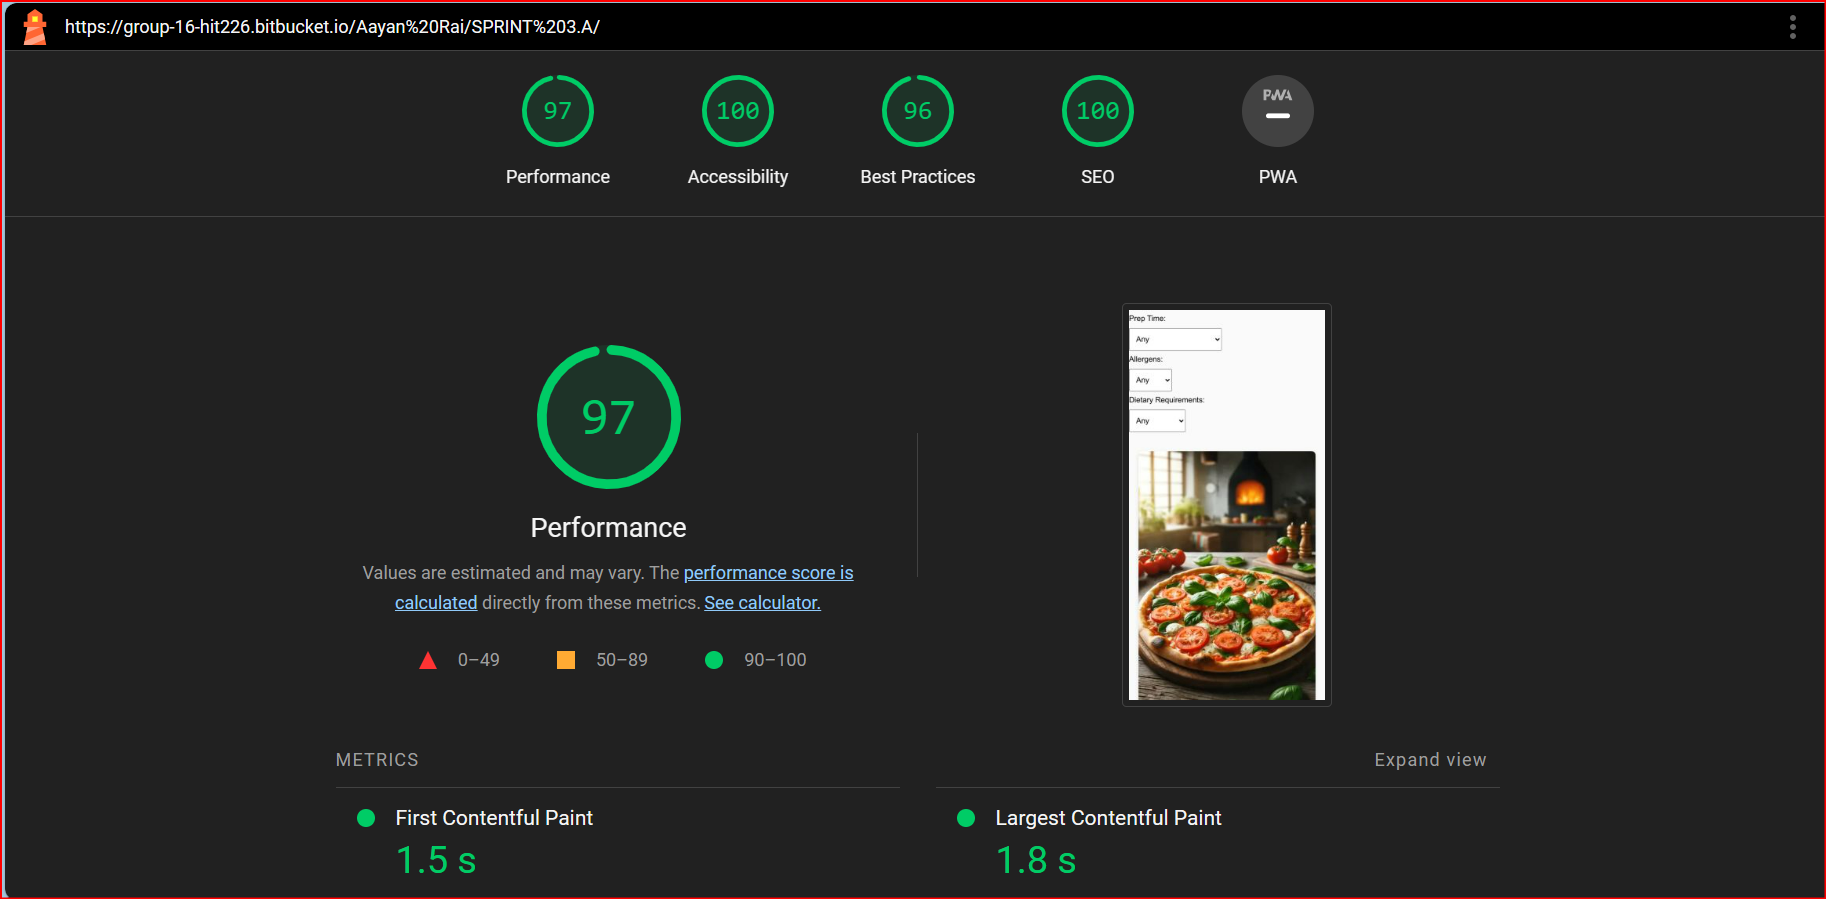 https://group-16-hit226.bitbucket.io/Aayan%20Rai/SPRINT%203.A/
97
100
96
100
PWA
Performance
Accessibility
Best Practices
SEO
PWA
97
Performance
Values are estimated and may vary. The performance score is
calculated directly from these metrics. See calculator.
0–49
50–89
90–100
Prep Time:
Any
Allergens:
Any
Dietary Requirements:
Any
METRICS
Expand view
First Contentful Paint
1.5 s
Largest Contentful Paint
1.8 s